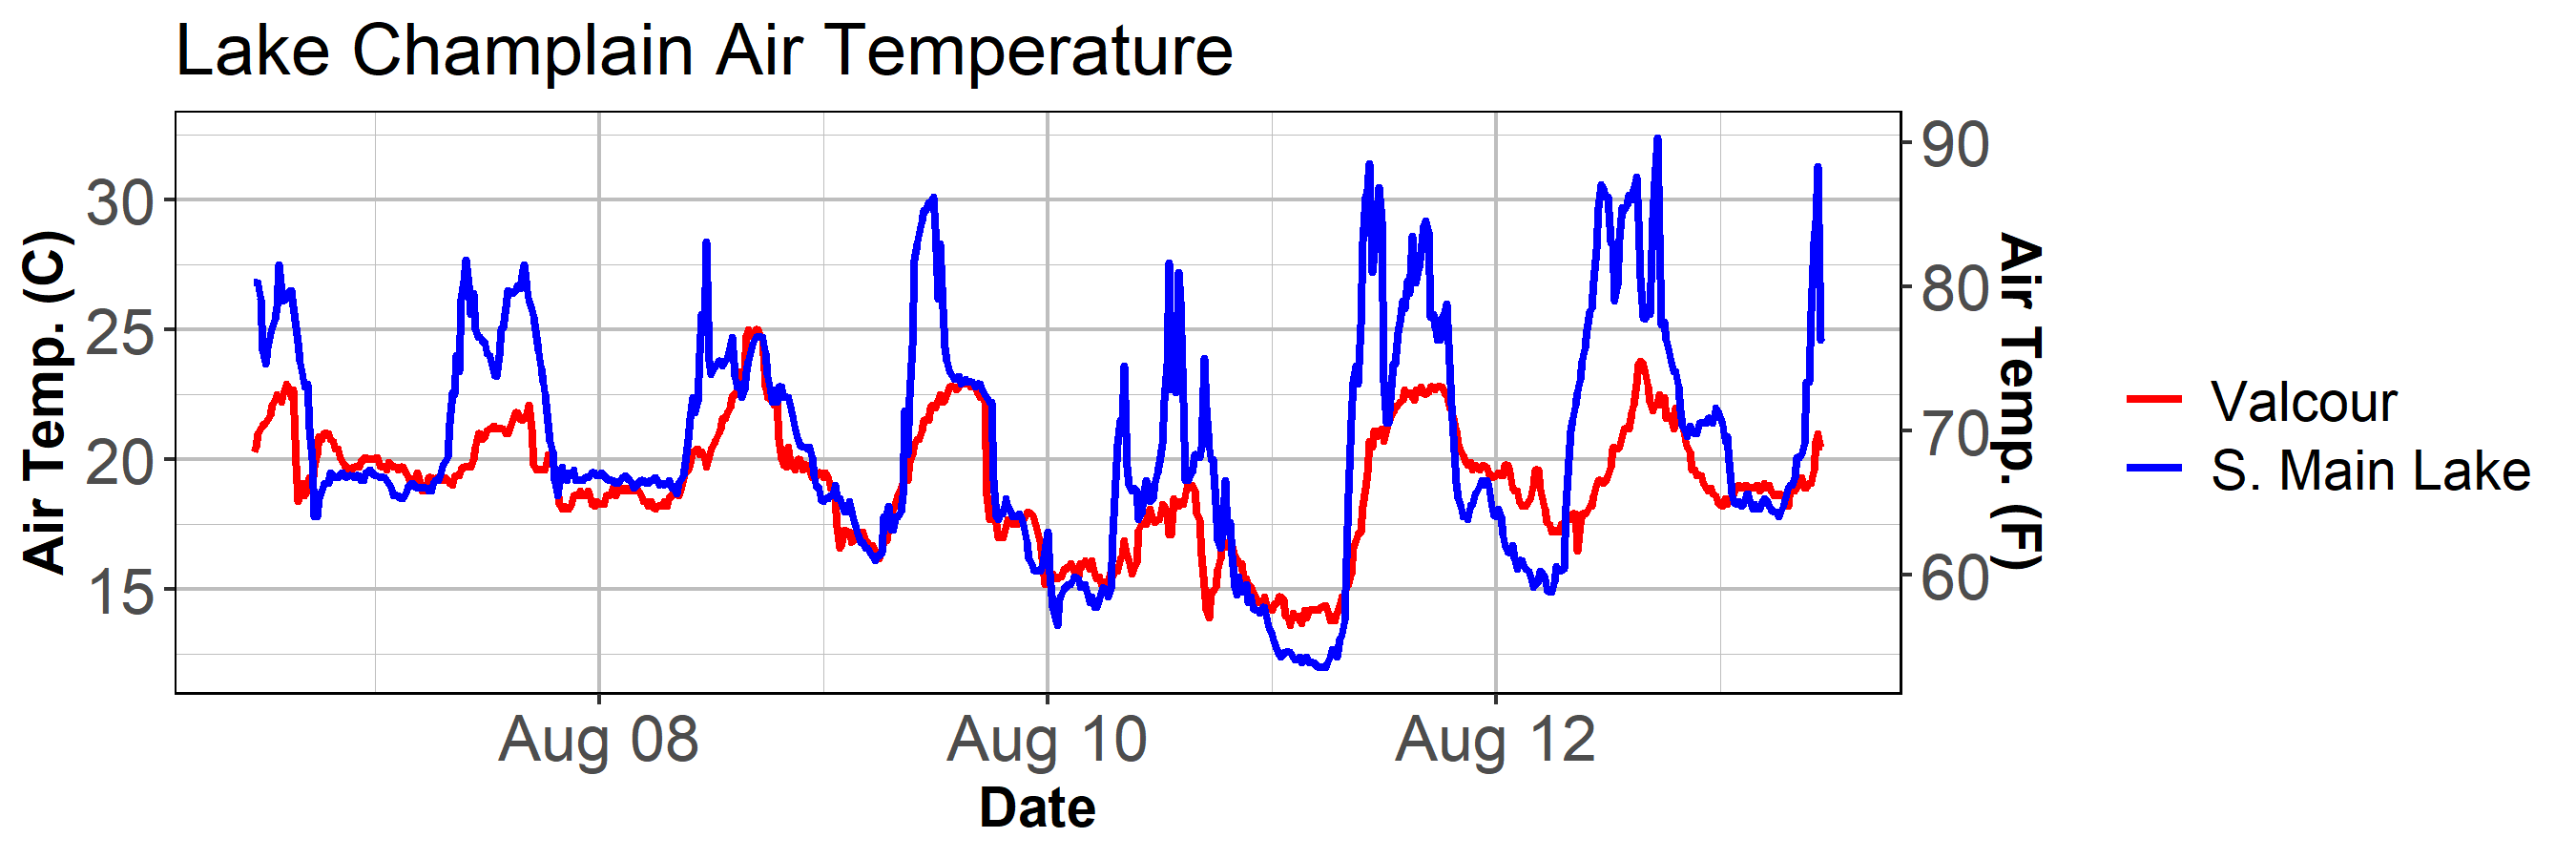 Lake Champlain Air Temperature
Air Temp. (C)
30
25
20
15
90
80
70
60
Air Temp. (F)
Aug 08
Aug 10
Aug 12
Date
Valcour
S. Main Lake